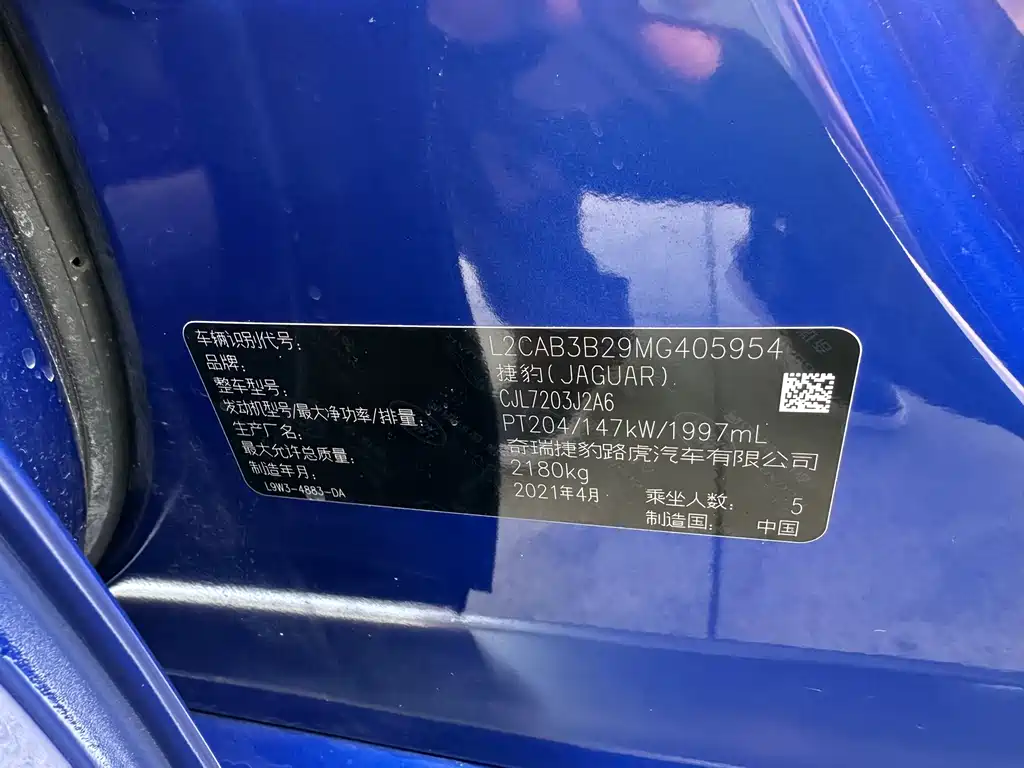 车辆识别代号: L2CAB3B29MG405954
品牌: 捷豹(JAGUAR)
整车型号: CJL7203J2A6
发动机型号/最大净功率/排量: PT204/147kW/1997mL
生产厂名: 奇瑞捷豹路虎汽车有限公司
最大允许总质量: 2180kg
制造年月: 2021年4月 乘坐人数: 5
L9W3-4883-DA 制造国: 中国